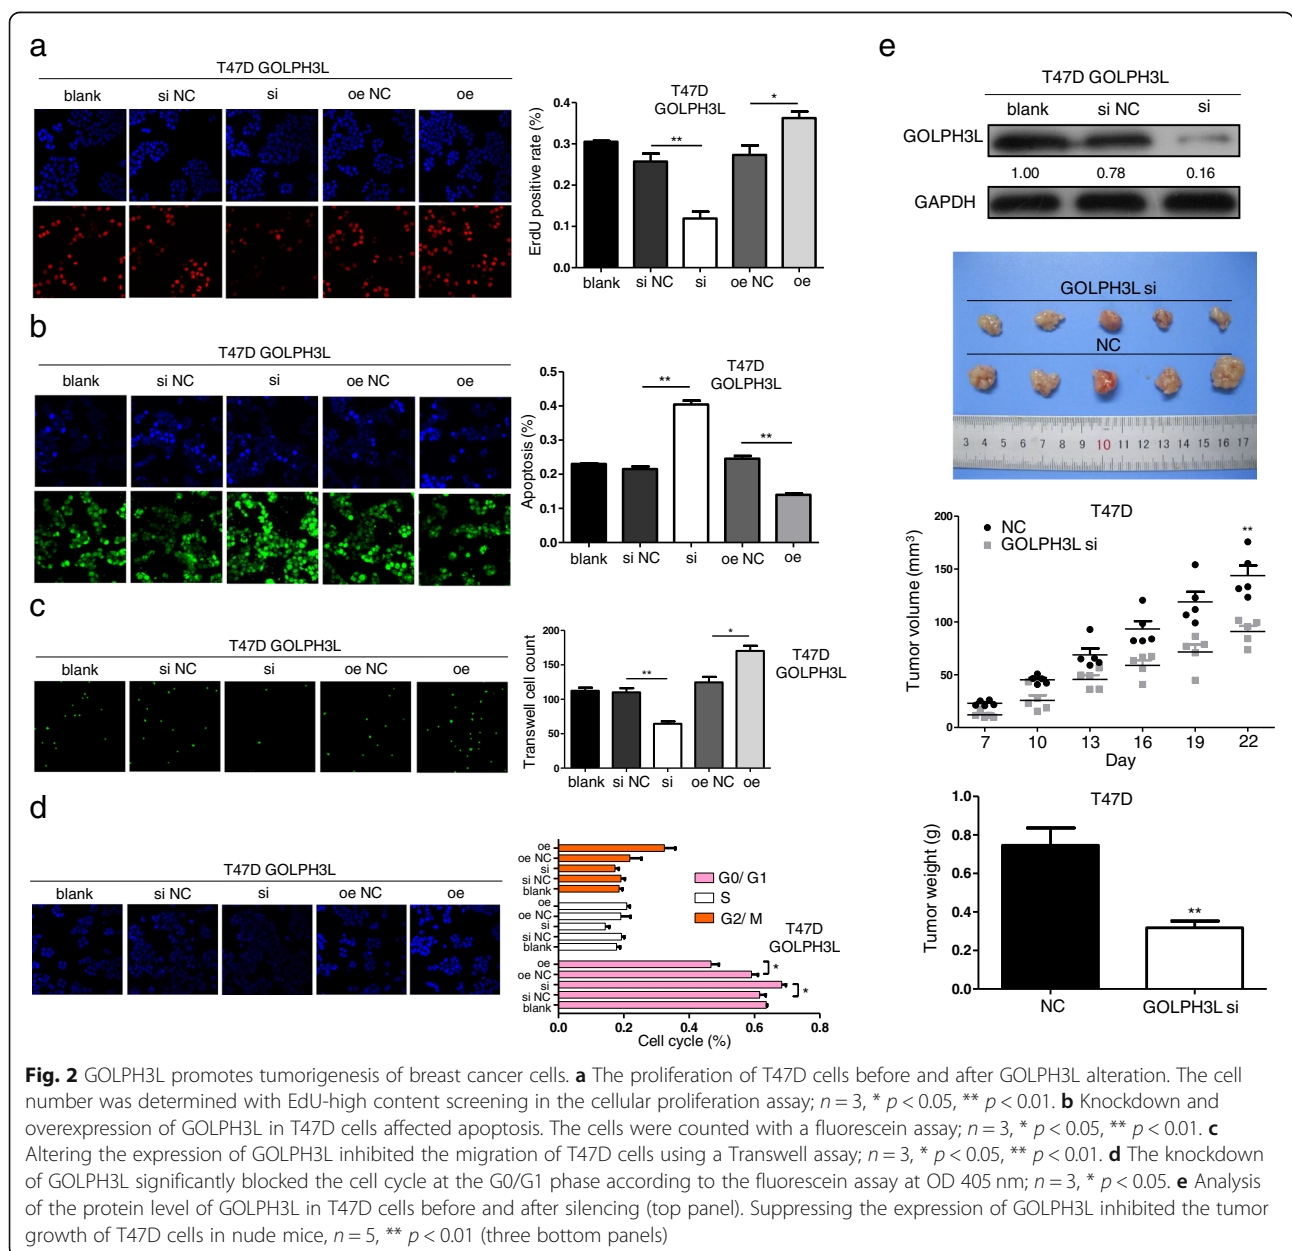 a
T47D GOLPH3L
blank si NC si oe NC oe
T47D
GOLPH3L
ErdU positive rate (%)
0.4
0.3
0.2
0.1
0.0
** *
blank si NC si oe NC oe
b
T47D GOLPH3L
blank si NC si oe NC oe
T47D
GOLPH3L
Apoptosis (%)
0.5
0.4
0.3
0.2
0.1
0.0
** **
blank si NC si oe NC oe
c
T47D GOLPH3L
blank si NC si oe NC oe
T47D
GOLPH3L
Transwell cell count
200
150
100
50
0
** *
blank si NC si oe NC oe
d
T47D GOLPH3L
blank si NC si oe NC oe
oe
oe NC
si
si NC
blank
oe
oe NC
si
si NC
blank
oe
oe NC
si
si NC
blank
G0/ G1
S
G2/ M
T47D
GOLPH3L
*
*
0.0 0.2 0.4 0.6 0.8
Cell cycle (%)
e
T47D GOLPH3L
blank si NC si
GOLPH3L
1.00 0.78 0.16
GAPDH
GOLPH3L si
NC
3 4 5 6 7 8 9 10 11 12 13 14 15 16 17
T47D
NC
GOLPH3L si
**
Tumor volume (mm³)
200
150
100
50
0
7 10 13 16 19 22
Day
T47D
Tumor weight (g)
1.0
0.8
0.6
0.4
0.2
0.0
**
NC GOLPH3L si
Fig. 2 GOLPH3L promotes tumorigenesis of breast cancer cells. a The proliferation of T47D cells before and after GOLPH3L alteration. The cell
number was determined with EdU-high content screening in the cellular proliferation assay; n = 3, * p < 0.05, ** p < 0.01. b Knockdown and
overexpression of GOLPH3L in T47D cells affected apoptosis. The cells were counted with a fluorescein assay; n = 3, * p < 0.05, ** p < 0.01. c
Altering the expression of GOLPH3L inhibited the migration of T47D cells using a Transwell assay; n = 3, * p < 0.05, ** p < 0.01. d The knockdown
of GOLPH3L significantly blocked the cell cycle at the G0/G1 phase according to the fluorescein assay at OD 405 nm; n = 3, * p < 0.05. e Analysis
of the protein level of GOLPH3L in T47D cells before and after silencing (top panel). Suppressing the expression of GOLPH3L inhibited the tumor
growth of T47D cells in nude mice, n = 5, ** p < 0.01 (three bottom panels)